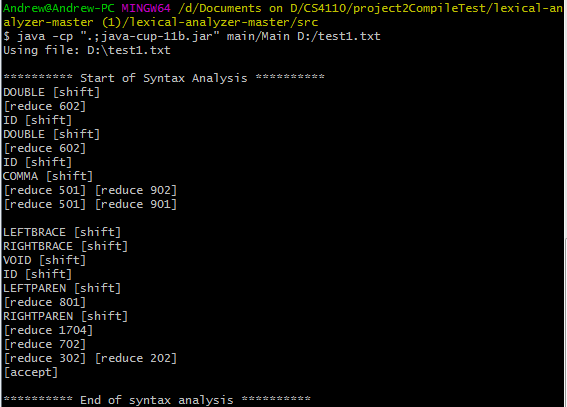 Andrew@Andrew-PC MINGW64 /d/Documents on D/CS4110/project2CompileTest/lexical-an
alyzer-master (1)/lexical-analyzer-master/src
$ java -cp ".;java-cup-11b.jar" main/Main D:/test1.txt
Using file: D:\test1.txt
********** Start of Syntax Analysis **********
DOUBLE [shift]
[reduce 602]
ID [shift]
DOUBLE [shift]
[reduce 602]
ID [shift]
COMMA [shift]
[reduce 501] [reduce 902]
[reduce 501] [reduce 901]
LEFTBRACE [shift]
RIGHTBRACE [shift]
VOID [shift]
ID [shift]
LEFTPAREN [shift]
[reduce 801]
RIGHTPAREN [shift]
[reduce 1704]
[reduce 702]
[reduce 302] [reduce 202]
[accept]
********** End of syntax analysis **********